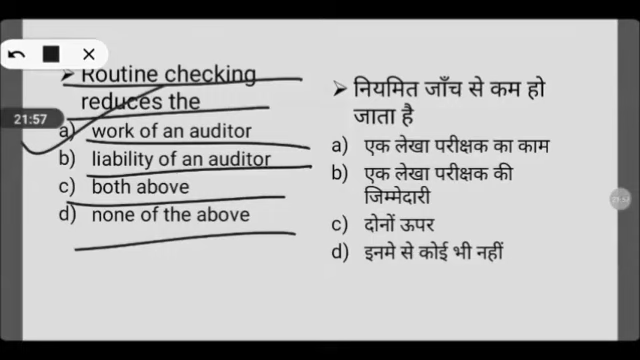 21:57
➤ Routine checking
reduces the
a) work of an auditor
b) liability of an auditor
c) both above
d) none of the above
➤ नियमित जाँच से कम हो
जाता है
a) एक लेखा परीक्षक का काम
b) एक लेखा परीक्षक की
जिम्मेदारी
c) दोनों ऊपर
d) इनमे से कोई भी नहीं